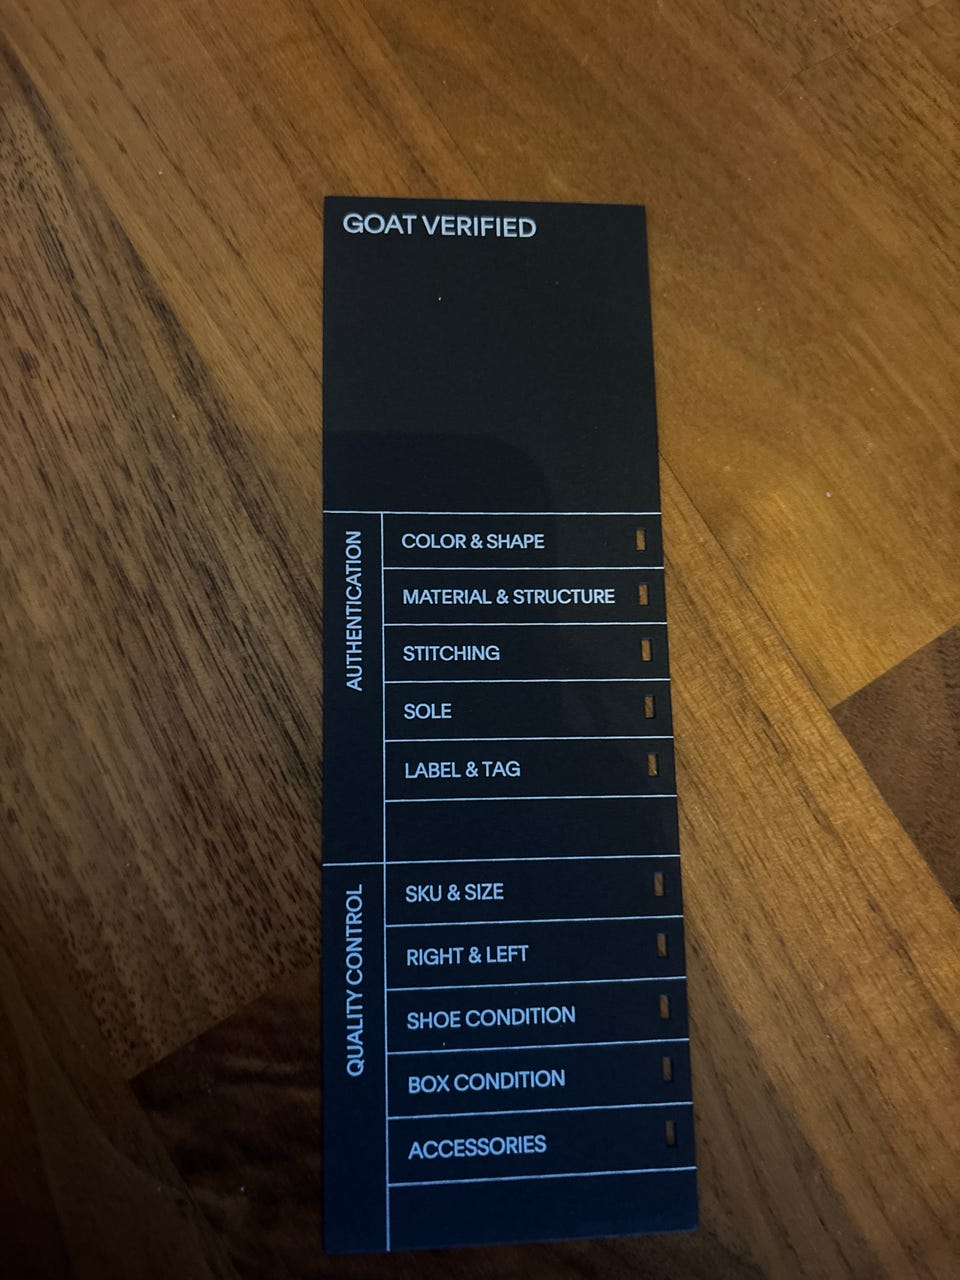 GOAT VERIFIED
AUTHENTICATION
COLOR & SHAPE
MATERIAL & STRUCTURE
STITCHING
SOLE
LABEL & TAG
QUALITY CONTROL
SKU & SIZE
RIGHT & LEFT
SHOE CONDITION
BOX CONDITION
ACCESSORIES